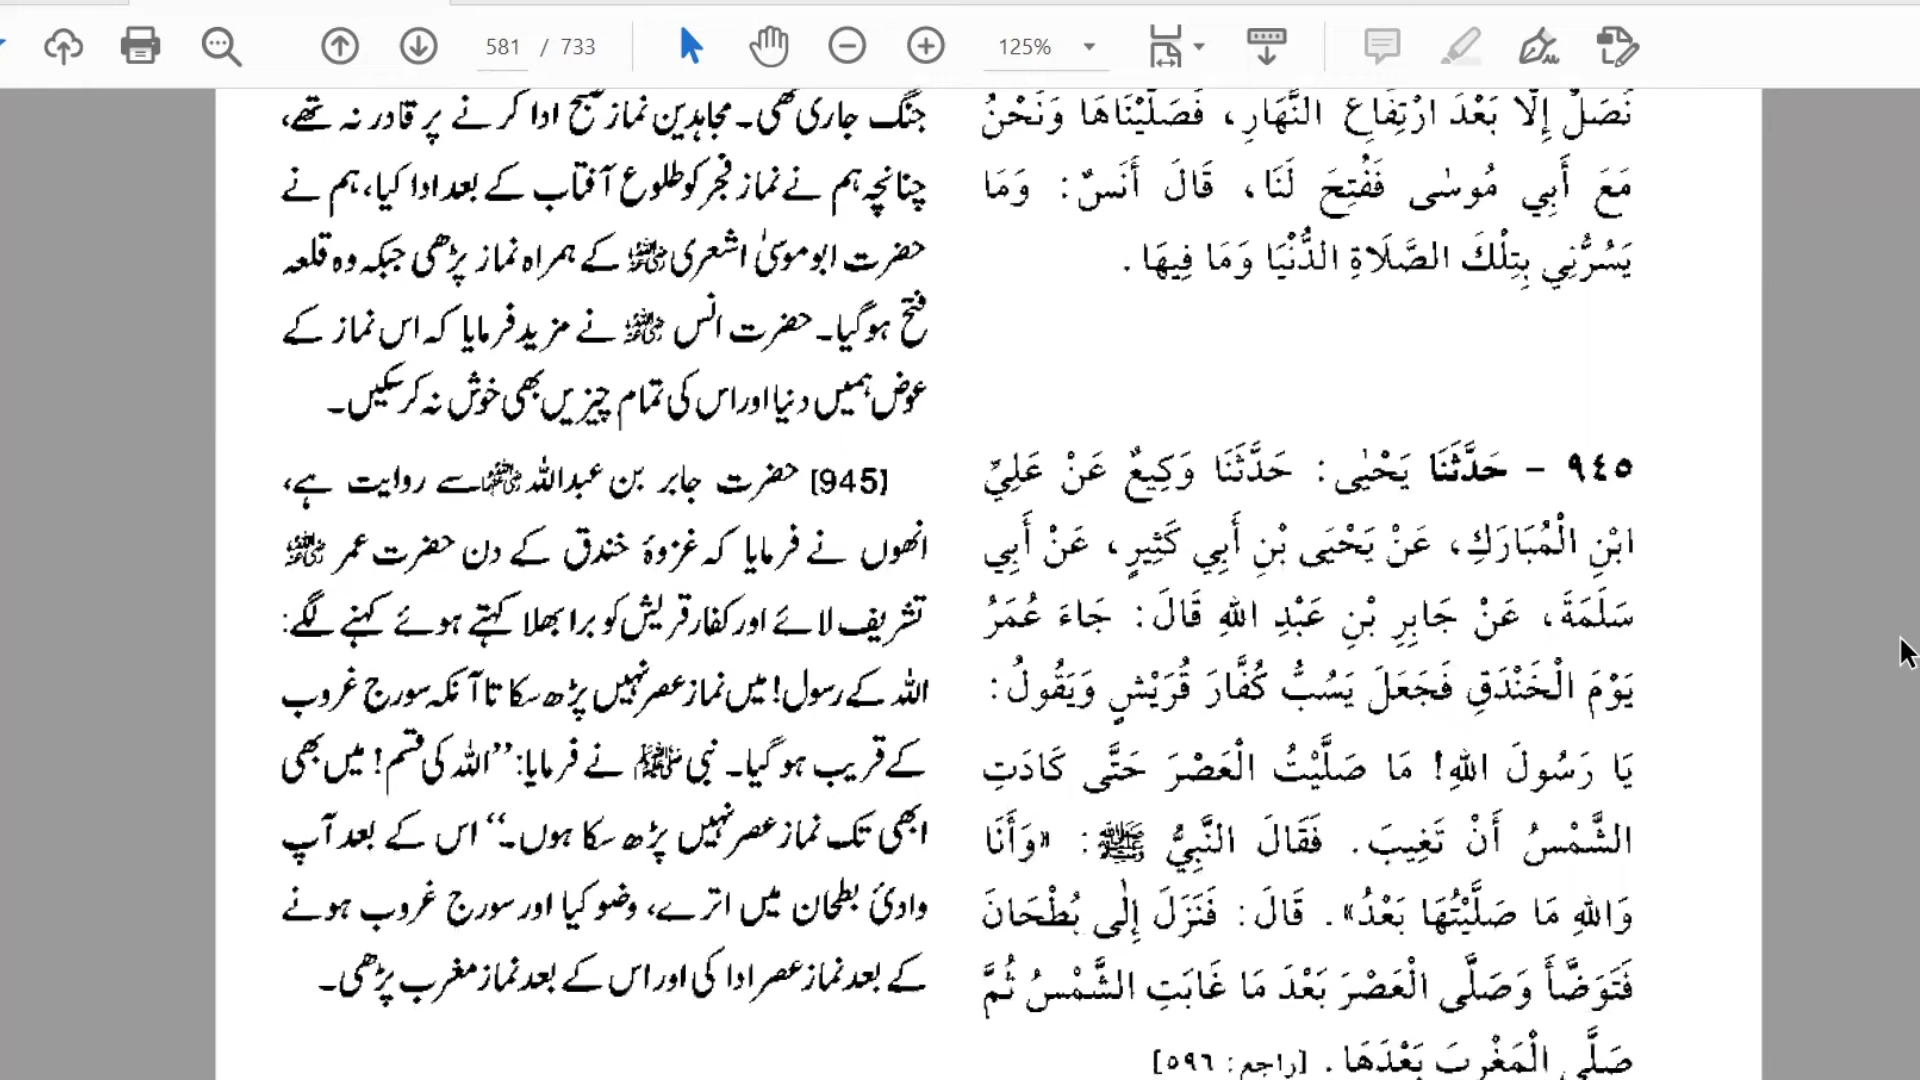 581 / 733
125%
نُصَلِّ إِلَّا بَعْدَ ارْتِفَاعِ النَّهَارِ، فَصَلَّيْنَاهَا وَنَحْنُ
مَعَ أَبِي مُوسٰى فَفُتِحَ لَنَا، قَالَ أَنَسٌ: وَمَا
يَسُرُّنِي بِتِلْكَ الصَّلَاةِ الدُّنْيَا وَمَا فِيهَا.
٩٤٥ - حَدَّثَنَا يَحْيٰى: حَدَّثَنَا وَكِيعٌ عَنْ عَلِيِّ
ابْنِ الْمُبَارَكِ، عَنْ يَحْيَى بْنِ أَبِي كَثِيرٍ، عَنْ أَبِي
سَلَمَةَ، عَنْ جَابِرِ بْنِ عَبْدِ اللهِ قَالَ: جَاءَ عُمَرُ
يَوْمَ الْخَنْدَقِ فَجَعَلَ يَسُبُّ كُفَّارَ قُرَيْشٍ وَيَقُولُ:
يَا رَسُولَ اللهِ! مَا صَلَّيْتُ الْعَصْرَ حَتَّى كَادَتِ
الشَّمْسُ أَنْ تَغِيبَ. فَقَالَ النَّبِيُّ ﷺ: «وَأَنَا
وَاللهِ مَا صَلَّيْتُهَا بَعْدُ». قَالَ: فَنَزَلَ إِلٰى بُطْحَانَ
فَتَوَضَّأَ وَصَلَّى الْعَصْرَ بَعْدَ مَا غَابَتِ الشَّمْسُ ثُمَّ
صَلَّى الْمَغْرِبَ بَعْدَهَا. [راجع: ٥٩٦]
جنگ جاری تھی۔ مجاہدین نماز صبح ادا کرنے پر قادر نہ تھے،
چنانچہ ہم نے نماز فجر کو طلوع آفتاب کے بعد ادا کیا، ہم نے
حضرت ابو موسیٰ اشعری رضی اللہ عنہ کے ہمراہ نماز پڑھی جبکہ وہ قلعہ
فتح ہو گیا۔ حضرت انس رضی اللہ عنہ نے مزید فرمایا کہ اس نماز کے
عوض ہمیں دنیا اور اس کی تمام چیزیں بھی خوش نہ کرسکیں۔
[945] حضرت جابر بن عبداللہ رضی اللہ عنہما سے روایت ہے،
انھوں نے فرمایا کہ غزوۂ خندق کے دن حضرت عمر رضی اللہ عنہ
تشریف لائے اور کفار قریش کو برا بھلا کہتے ہوئے کہنے لگے:
اللہ کے رسول! میں نماز عصر نہیں پڑھ سکا تا آنکہ سورج غروب
کے قریب ہو گیا۔ نبی ﷺ نے فرمایا: ’’اللہ کی قسم! میں بھی
ابھی تک نماز عصر نہیں پڑھ سکا ہوں۔‘‘ اس کے بعد آپ
وادیٔ بطحان میں اترے، وضو کیا اور سورج غروب ہونے
کے بعد نماز عصر ادا کی اور اس کے بعد نماز مغرب پڑھی۔